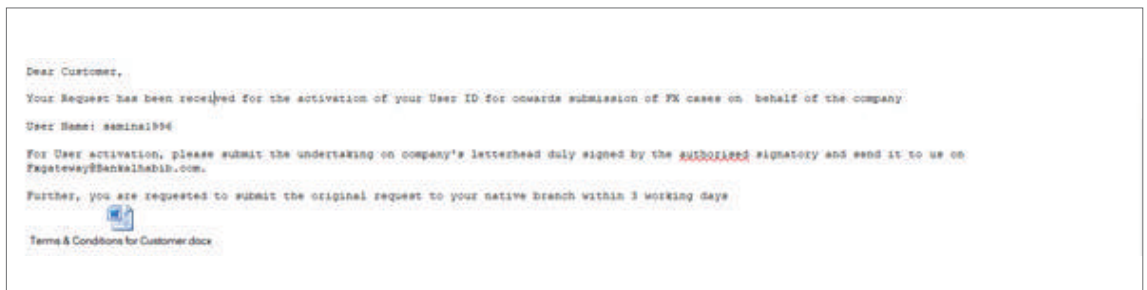 Dear Customer,
Your Request has been received for the activation of your User ID for onwards submission of FX cases on behalf of the company
User Name: samina1996
For User activation, please submit the undertaking on company's letterhead duly signed by the authorised signatory and send it to us on
Fxgateway@Bankalhabib.com.
Further, you are requested to submit the original request to your native branch within 3 working days
Terms & Conditions for Customer.docx